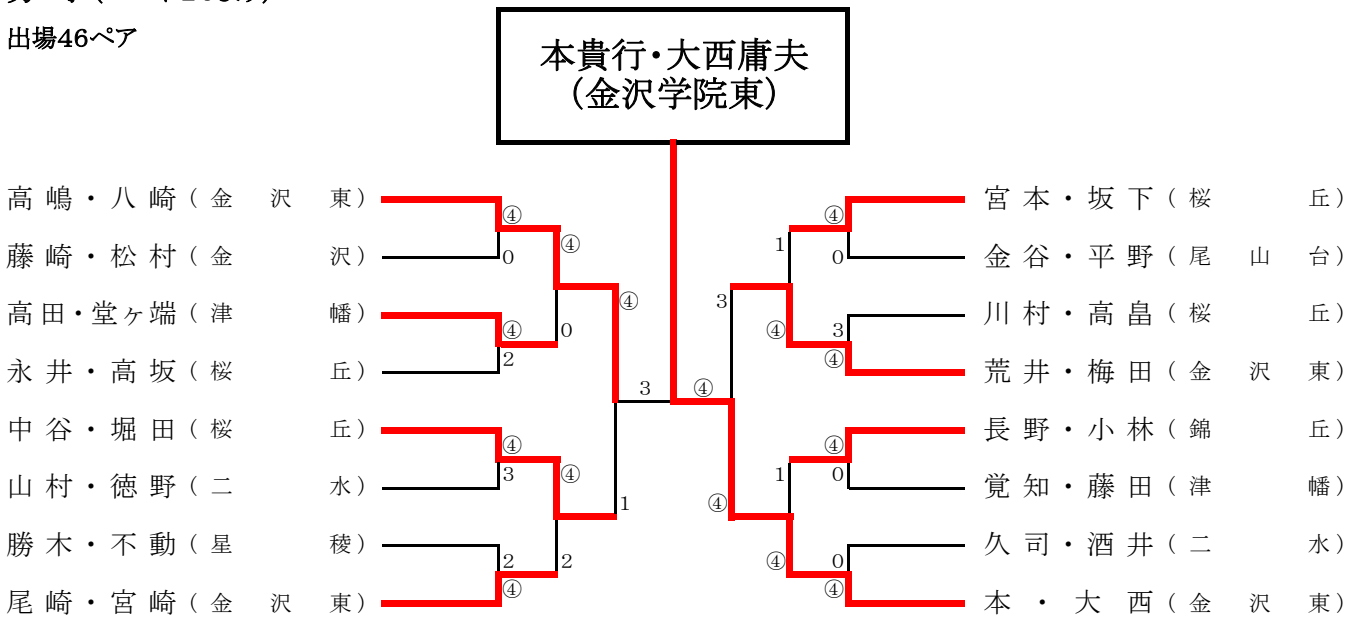 出場46ペア
本貴行・大西庸夫
(金沢学院東)
高嶋・八崎(金沢東)
藤崎・松村(金沢)
高田・堂ヶ端(津幡)
永井・高坂(桜丘)
中谷・堀田(桜丘)
山村・徳野(二水)
勝木・不動(星稜)
尾崎・宮崎(金沢東)
④
0
④
2
④
3
2
④
④
0
④
2
④
1
3
④
3
④
1
④
1
④
④
0
3
④
④
0
0
④
宮本・坂下(桜丘)
金谷・平野(尾山台)
川村・高畠(桜丘)
荒井・梅田(金沢東)
長野・小林(錦丘)
覚知・藤田(津幡)
久司・酒井(二水)
本・大西(金沢東)